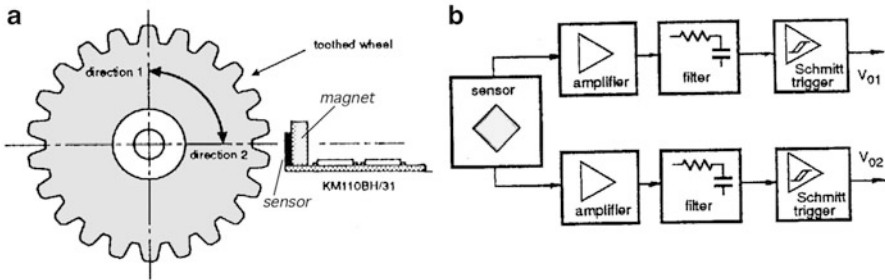 a
toothed wheel
direction 1
magnet
direction 2
sensor
KM110BH/31
b
sensor
amplifier
filter
Schmitt
trigger
V01
amplifier
filter
Schmitt
trigger
V02